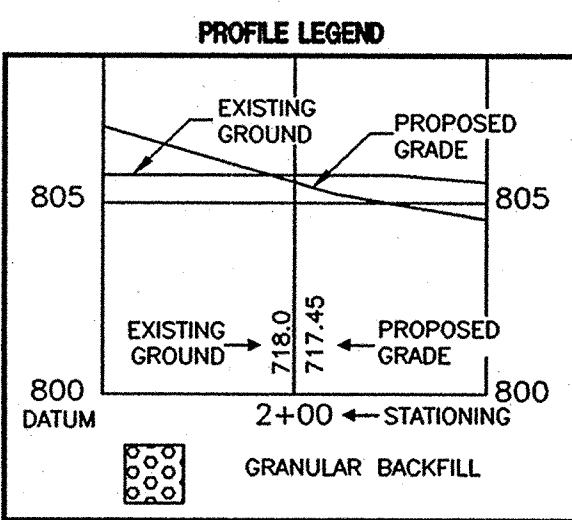 PROFILE LEGEND
EXISTING
GROUND
PROPOSED
GRADE
805
805
EXISTING
GROUND
718.0
717.45
PROPOSED
GRADE
800
800
DATUM
2+00
STATIONING
GRANULAR BACKFILL